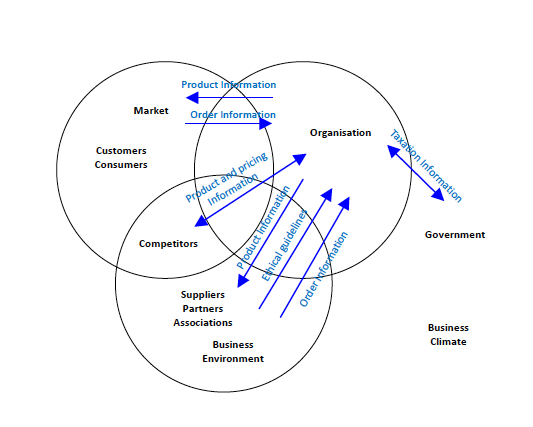 Product Information
Market
Order Information
Organisation
Customers
Consumers
Taxation Information
Product and pricing
Information
Competitors
Government
Product Information
Ethical guidelines
Order Information
Suppliers
Partners
Associations
Business
Environment
Business
Climate